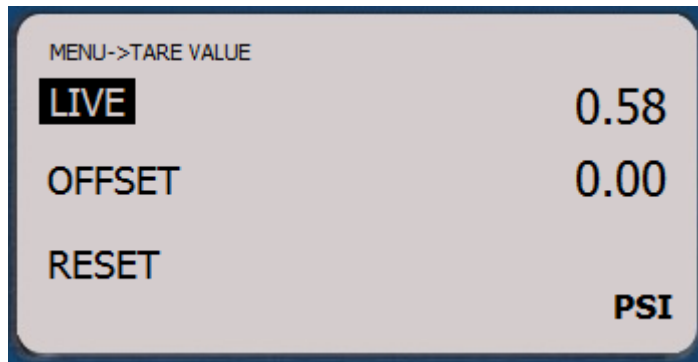 MENU->TARE VALUE
LIVE 0.58
OFFSET 0.00
RESET
PSI